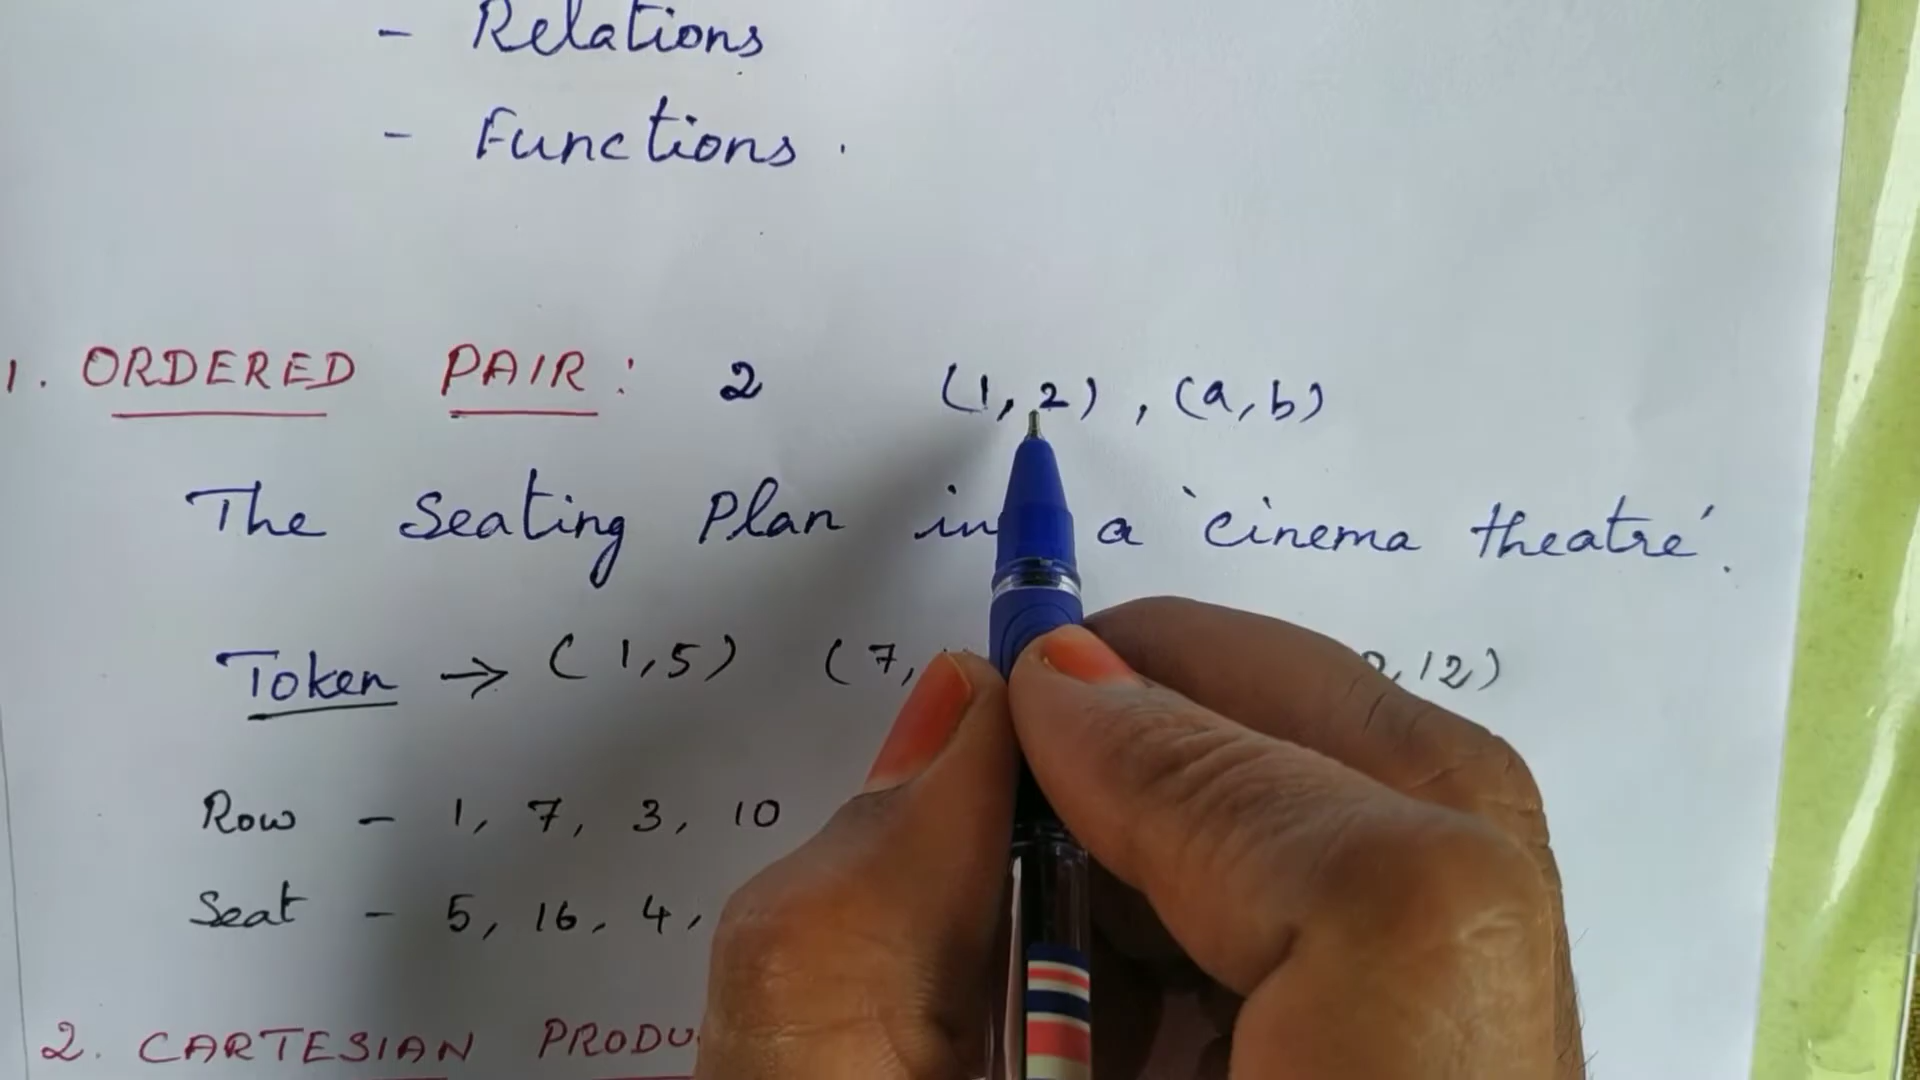 - Relations
- Functions.
1. ORDERED PAIR: 2 (1,2), (a,b)
The Seating Plan in a 'cinema theatre'.
Token → (1,5) (7, ,12)
Row - 1, 7, 3, 10
Seat - 5, 16, 4,
2. CARTESIAN